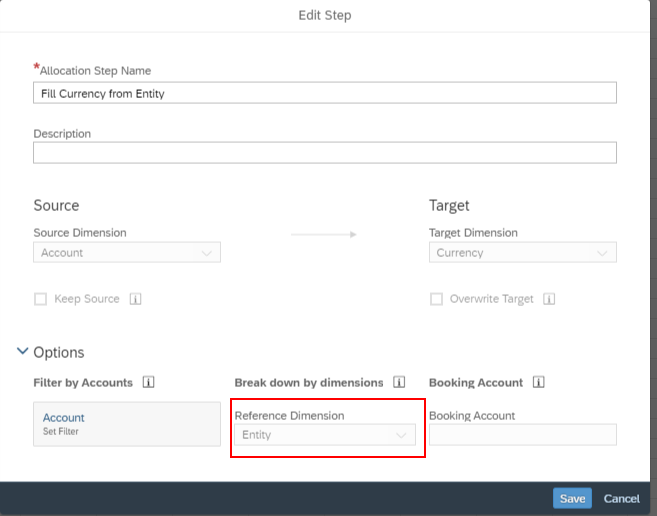 Edit Step
*Allocation Step Name
Fill Currency from Entity
Description
Source
Target
Source Dimension
Target Dimension
Account
Currency
Keep Source
Overwrite Target
Options
Filter by Accounts
Break down by dimensions
Booking Account
Account
Set Filter
Reference Dimension
Entity
Booking Account
Save
Cancel